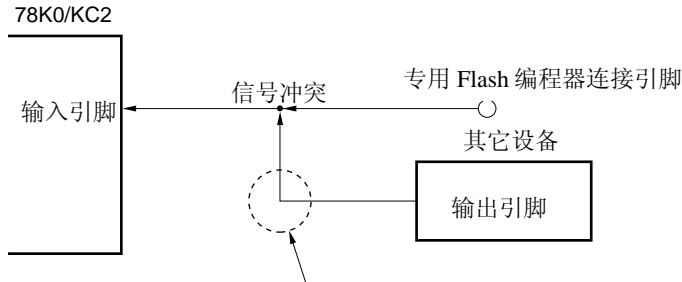 78K0/KC2
专用 Flash 编程器连接引脚
信号冲突
输入引脚
其它设备
输出引脚